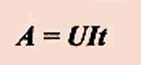 A = UIt